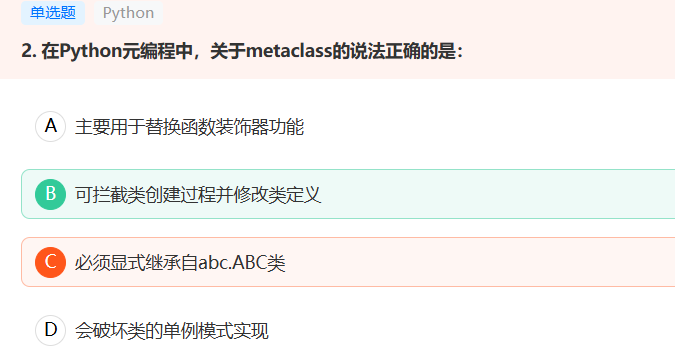 单选题 Python
2. 在Python元编程中，关于metaclass的说法正确的是：
A 主要用于替换函数装饰器功能
B 可拦截类创建过程并修改类定义
C 必须显式继承自abc.ABC类
D 会破坏类的单例模式实现